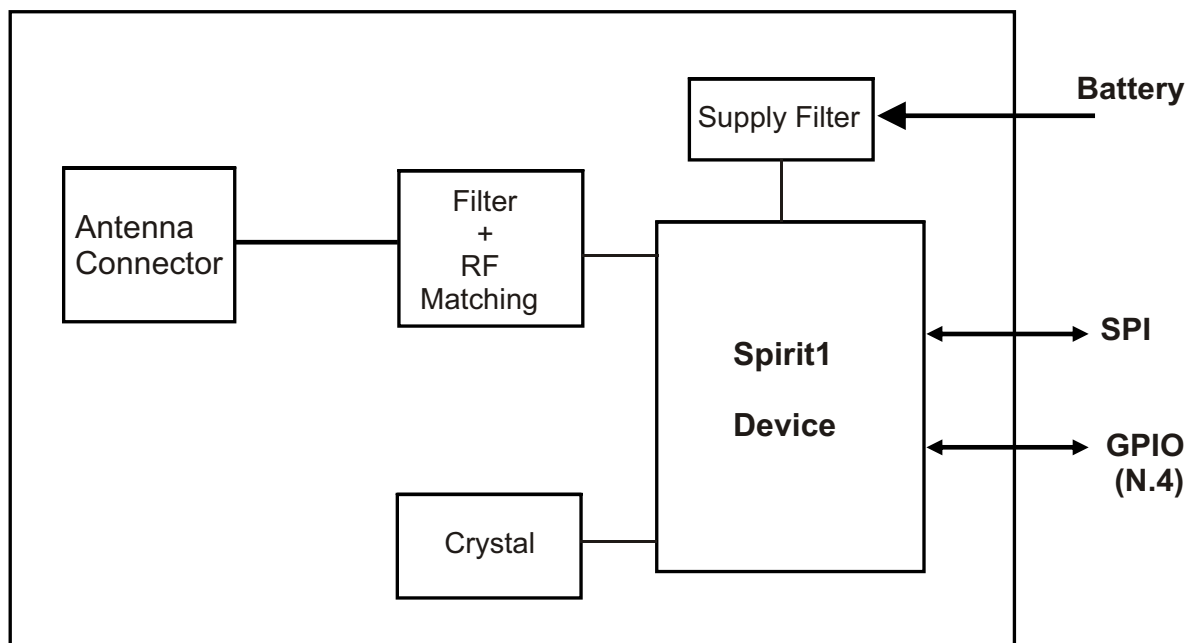 Battery
Supply Filter
Antenna
Connector
Filter
+
RF
Matching
Spirit1
Device
SPI
GPIO
(N.4)
Crystal